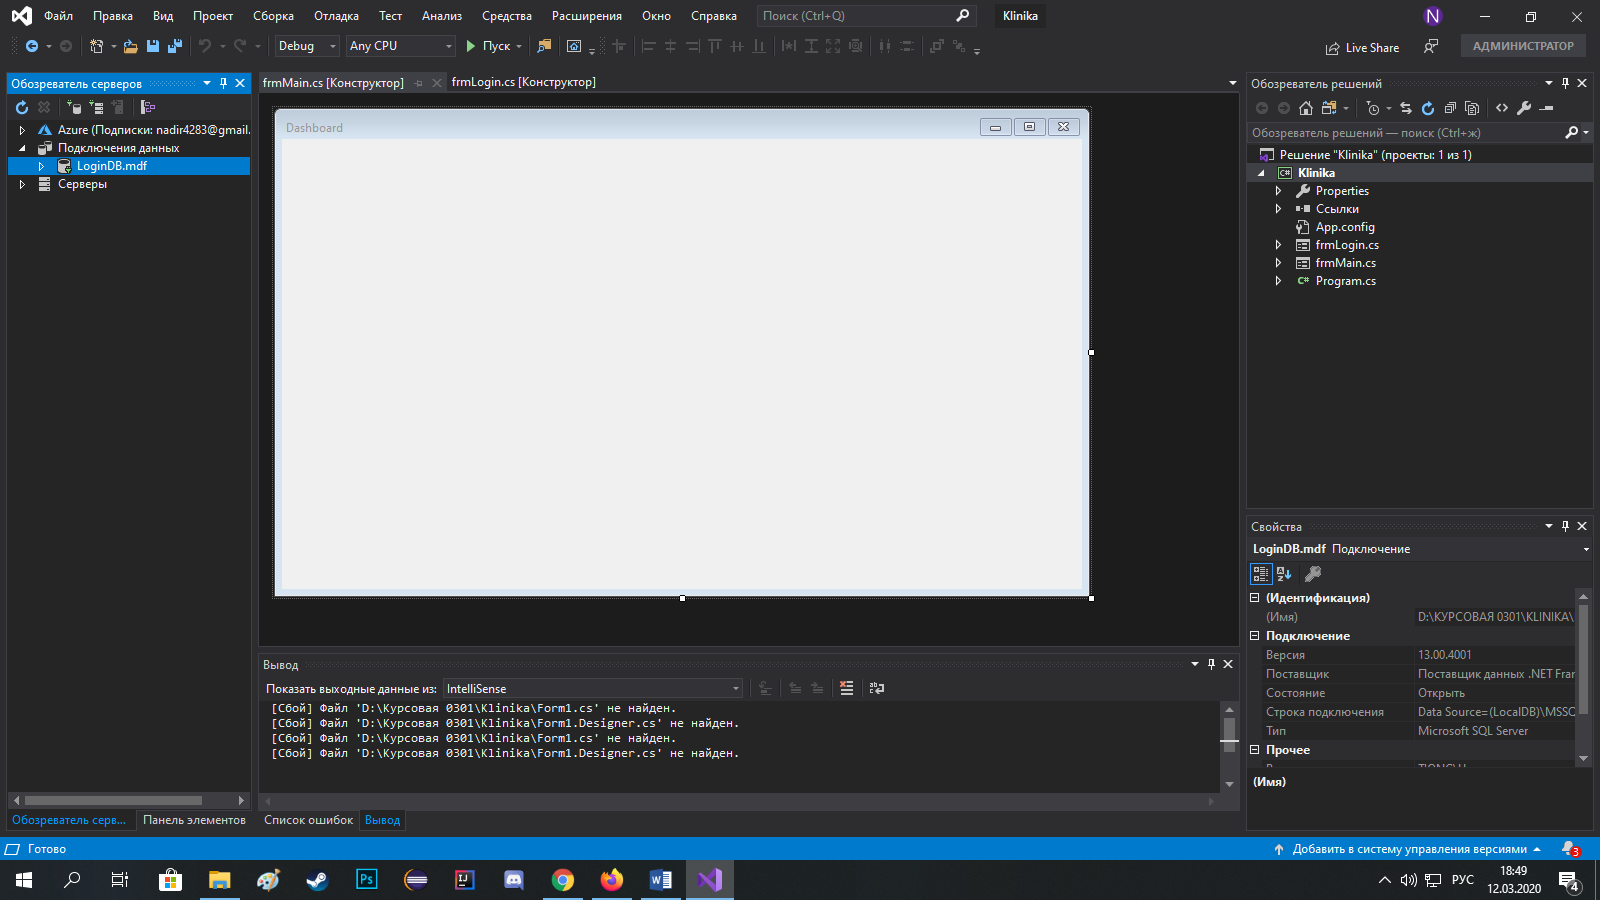 Файл Правка Вид Проект Сборка Отладка Тест Анализ Средства Расширения Окно Справка Поиск (Ctrl+Q) Klinika N
Debug Any CPU Пуск Live Share АДМИНИСТРАТОР
Обозреватель серверов
Azure (Подписки: nadir4283@gmail.
Подключения данных
LoginDB.mdf
Серверы
Обозреватель серв...
Панель элементов
frmMain.cs [Конструктор]
frmLogin.cs [Конструктор]
Dashboard
Вывод
Показать выходные данные из: IntelliSense
[Сбой] Файл 'D:\Курсовая 0301\Klinika\Form1.cs' не найден.
[Сбой] Файл 'D:\Курсовая 0301\Klinika\Form1.Designer.cs' не найден.
[Сбой] Файл 'D:\Курсовая 0301\Klinika\Form1.cs' не найден.
[Сбой] Файл 'D:\Курсовая 0301\Klinika\Form1.Designer.cs' не найден.
Список ошибок Вывод
Обозреватель решений
Обозреватель решений — поиск (Ctrl+ж)
Решение "Klinika" (проекты: 1 из 1)
C# Klinika
Properties
Ссылки
App.config
frmLogin.cs
frmMain.cs
C# Program.cs
Свойства
LoginDB.mdf Подключение
(Идентификация)
(Имя) D:\КУРСОВАЯ 0301\KLINIKA\
Подключение
Версия 13.00.4001
Поставщик Поставщик данных .NET Fran
Состояние Открыть
Строка подключения Data Source=(LocalDB)\MSSC
Тип Microsoft SQL Server
Прочее
(Имя)
Готово
Добавить в систему управления версиями 3
Ps IJ W РУС 18:49
12.03.2020 4